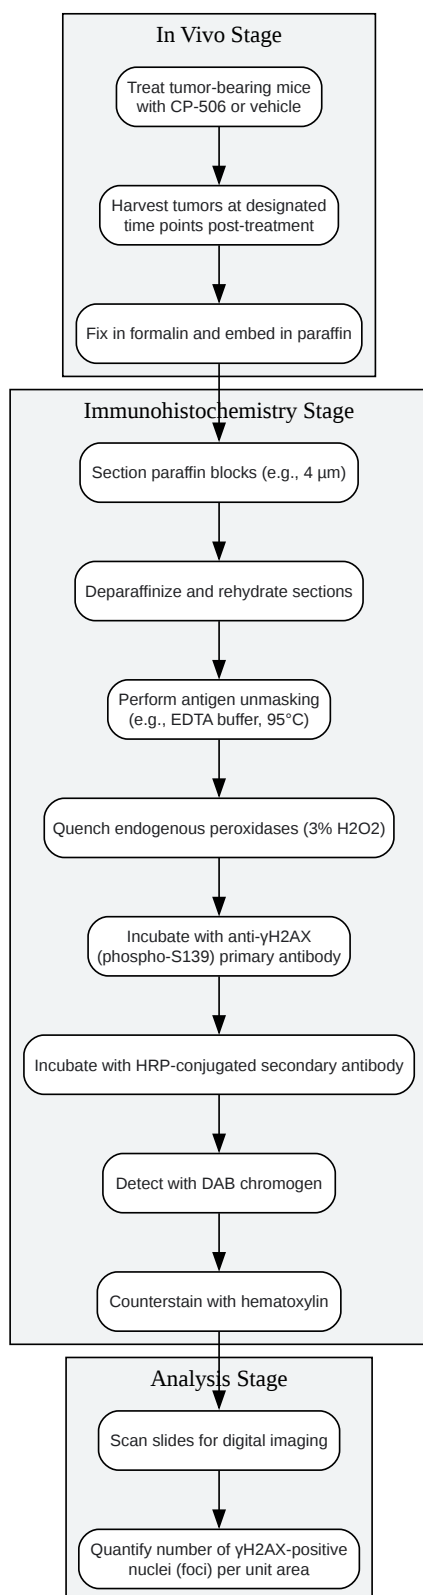 In Vivo Stage
Treat tumor-bearing mice
with CP-506 or vehicle
Harvest tumors at designated
time points post-treatment
Fix in formalin and embed in paraffin
Immunohistochemistry Stage
Section paraffin blocks (e.g., 4 µm)
Deparaffinize and rehydrate sections
Perform antigen unmasking
(e.g., EDTA buffer, 95°C)
Quench endogenous peroxidases (3% H2O2)
Incubate with anti-γH2AX
(phospho-S139) primary antibody
Incubate with HRP-conjugated secondary antibody
Detect with DAB chromogen
Counterstain with hematoxylin
Analysis Stage
Scan slides for digital imaging
Quantify number of γH2AX-positive
nuclei (foci) per unit area